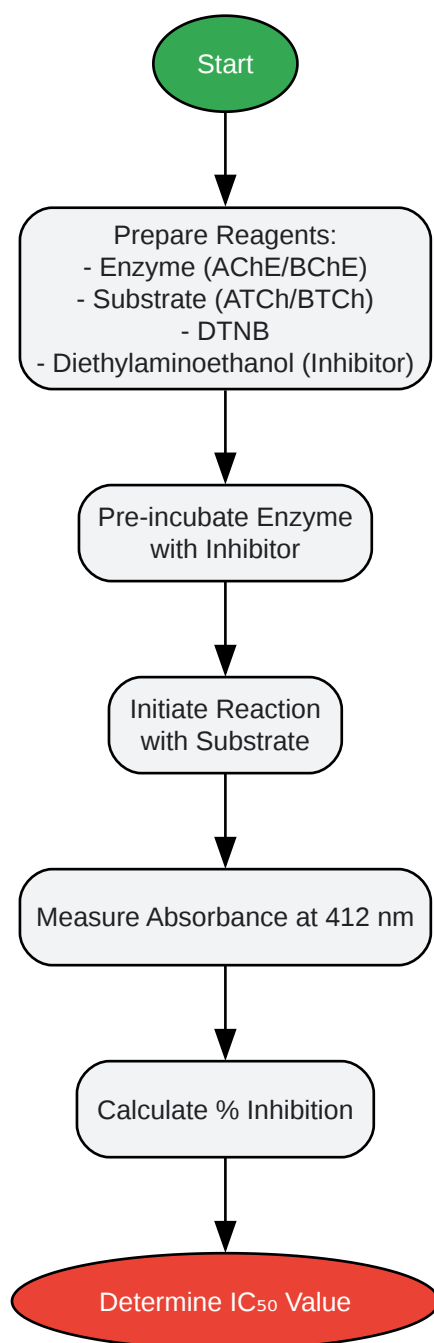 Start
Prepare Reagents:
- Enzyme (AChE/BChE)
- Substrate (ATCh/BTCh)
- DTNB
- Diethylaminoethanol (Inhibitor)
Pre-incubate Enzyme
with Inhibitor
Initiate Reaction
with Substrate
Measure Absorbance at 412 nm
Calculate % Inhibition
Determine IC₅₀ Value